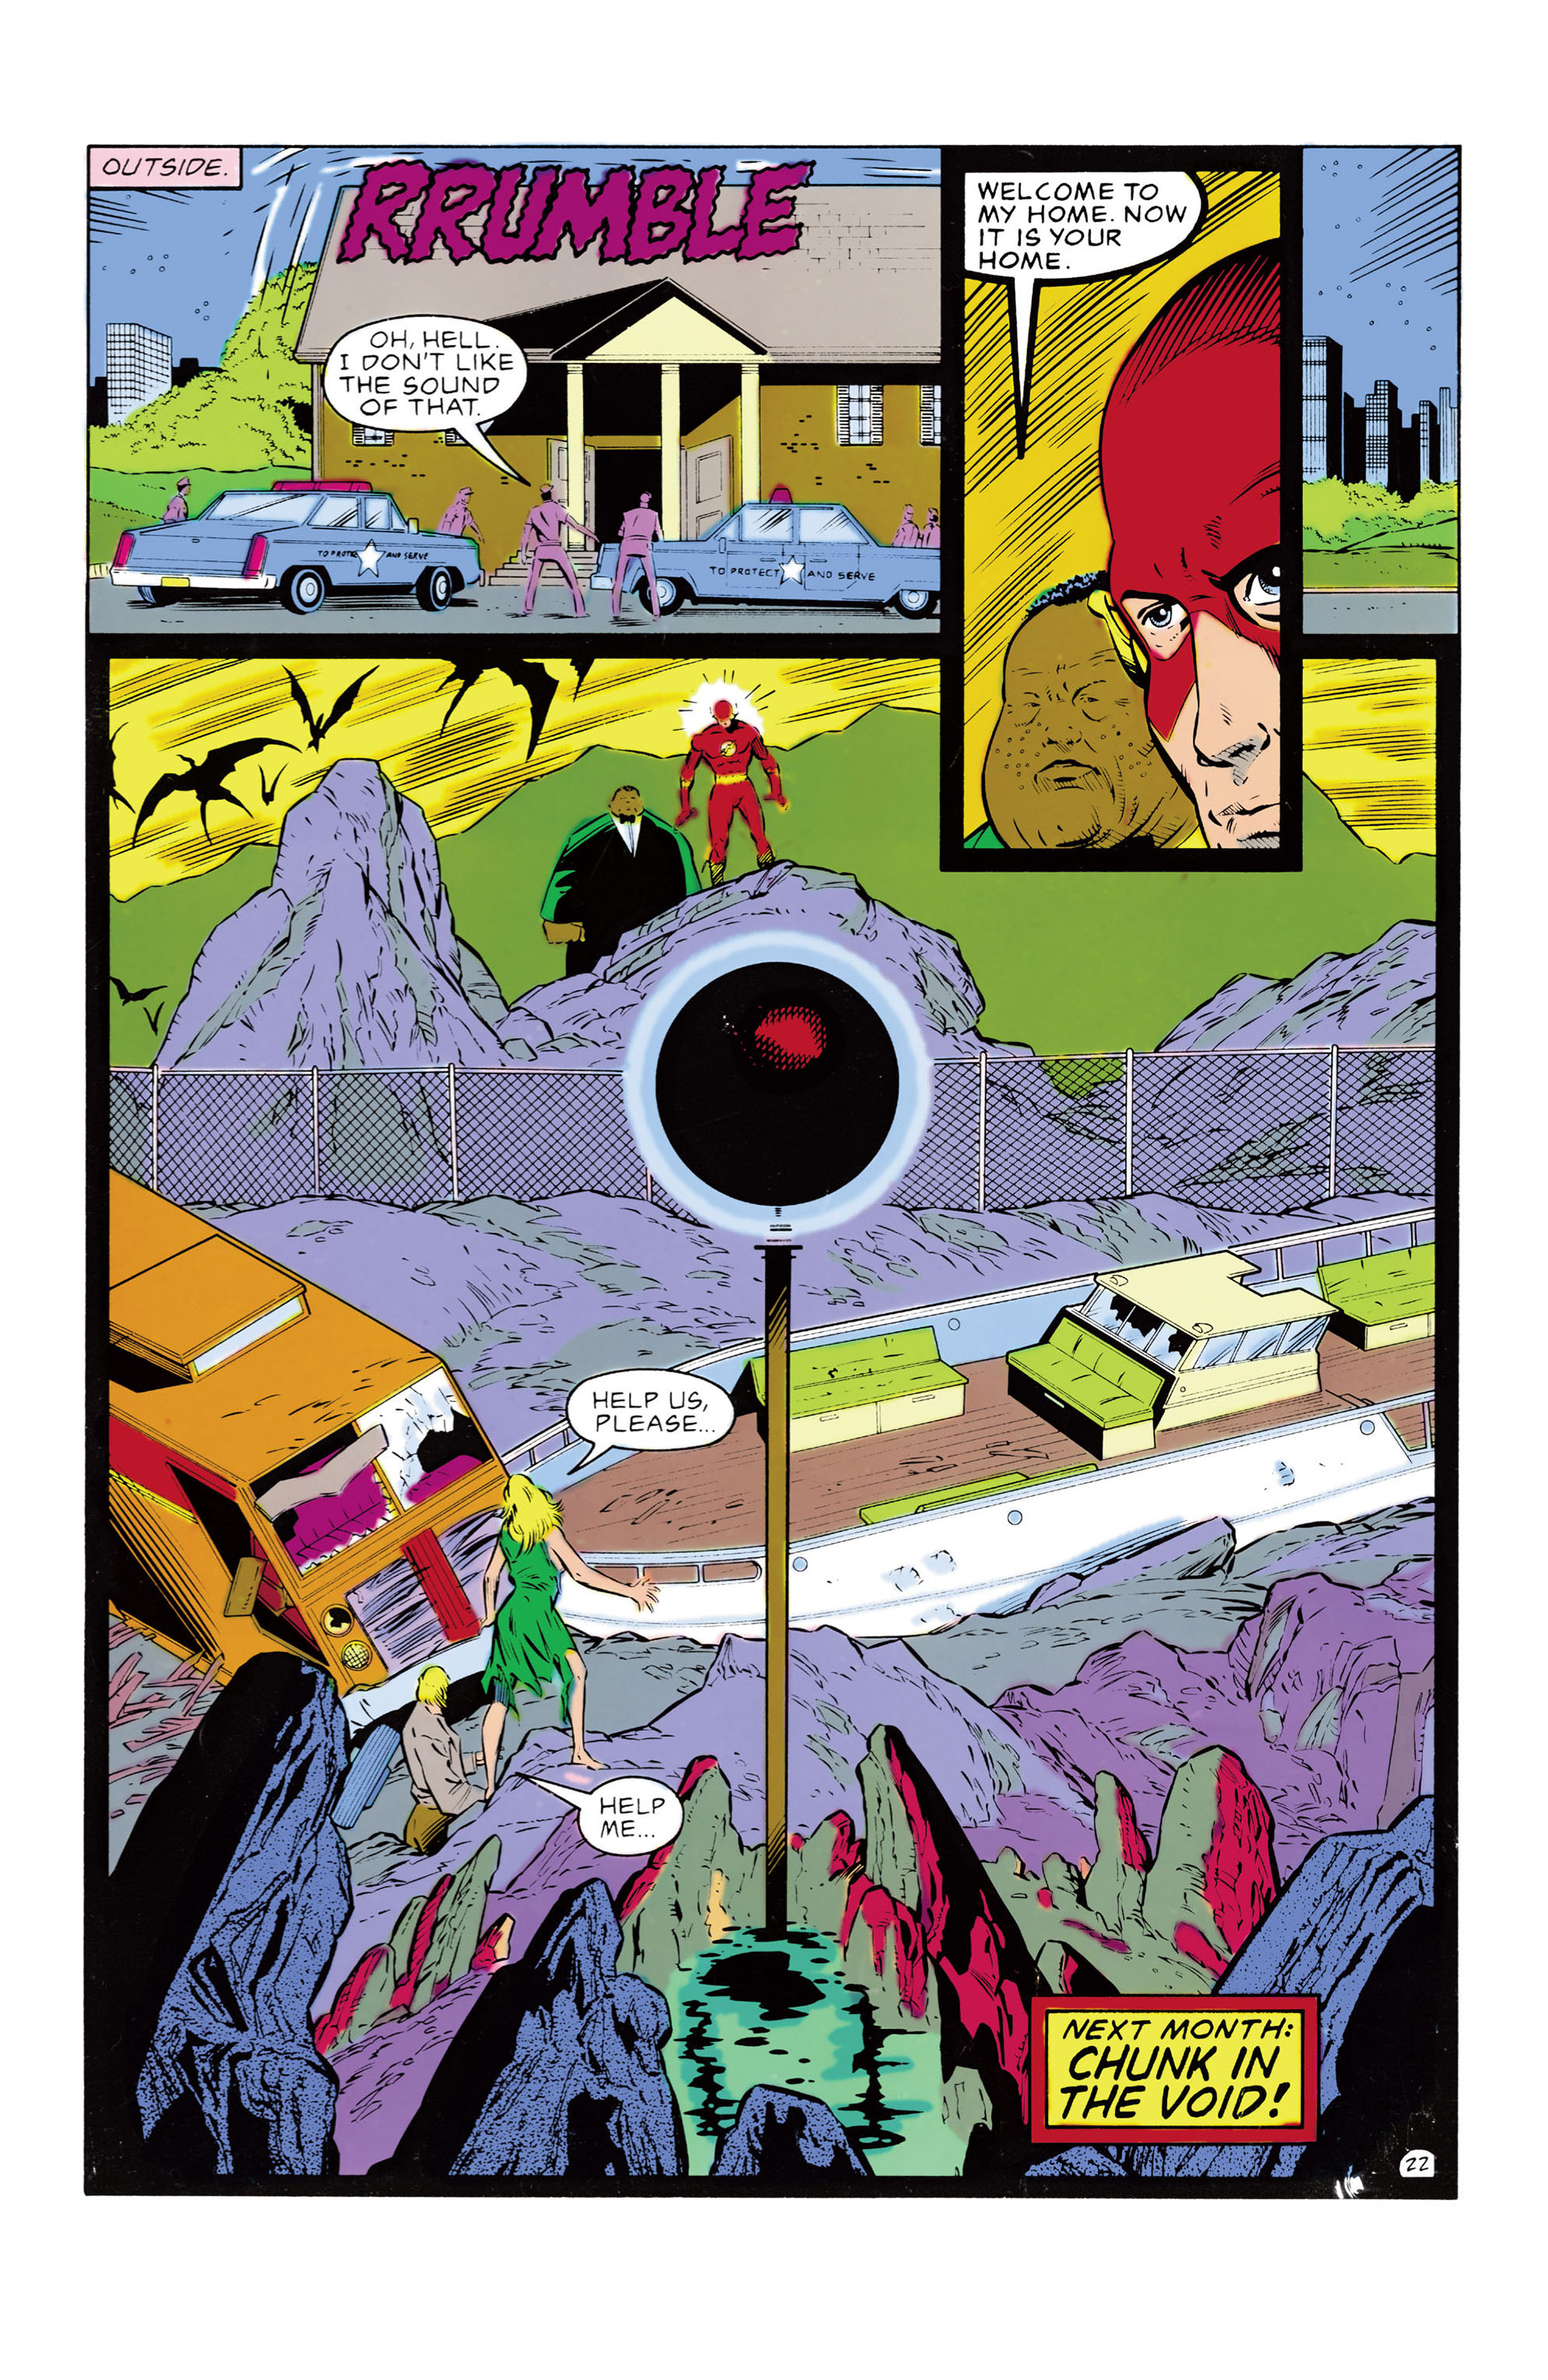 OUTSIDE.
RRUMBLE
OH, HELL.
I DON'T LIKE
THE SOUND
OF THAT.
TO PROTECT AND SERVE
TO PROTECT AND SERVE
WELCOME TO
MY HOME. NOW
IT IS YOUR
HOME.
HELP US,
PLEASE...
HELP
ME...
NEXT MONTH:
CHUNK IN
THE VOID!
22